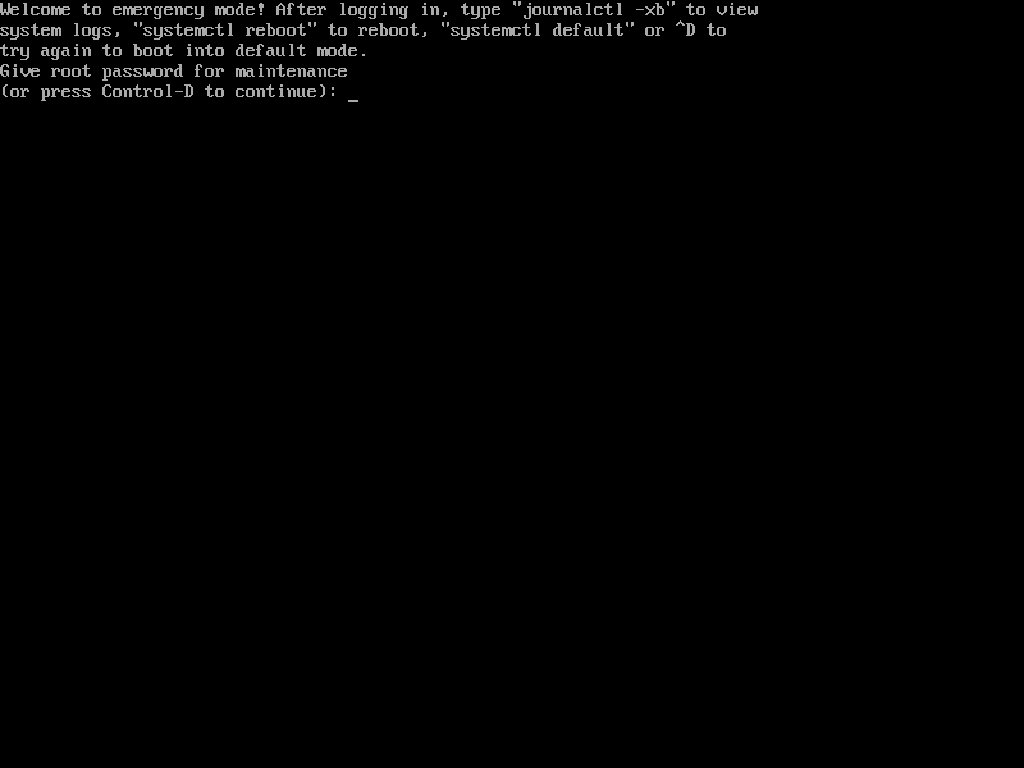 Welcome to emergency mode! After logging in, type "journalctl -xb" to view
system logs, "systemctl reboot" to reboot, "systemctl default" or ^D to
try again to boot into default mode.
Give root password for maintenance
(or press Control-D to continue): _